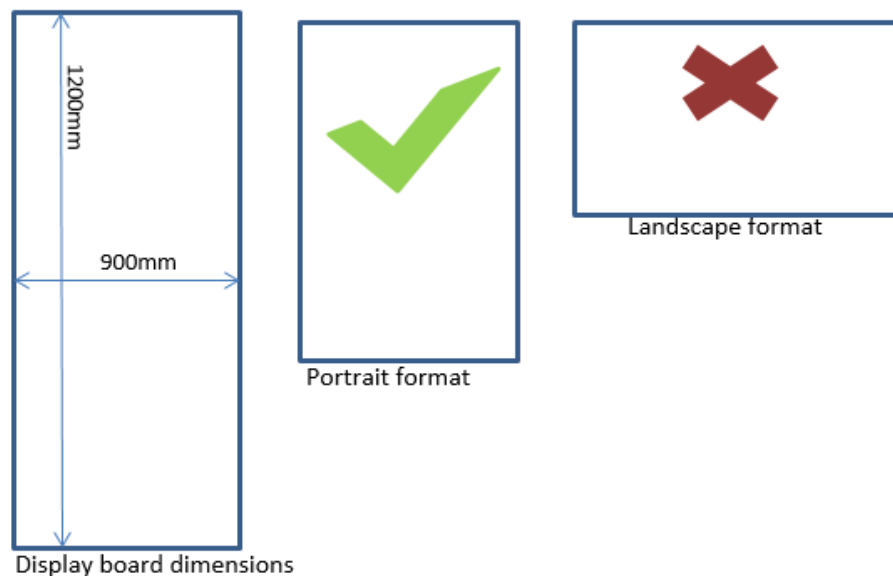 1200mm
900mm
Display board dimensions
Portrait format
Landscape format